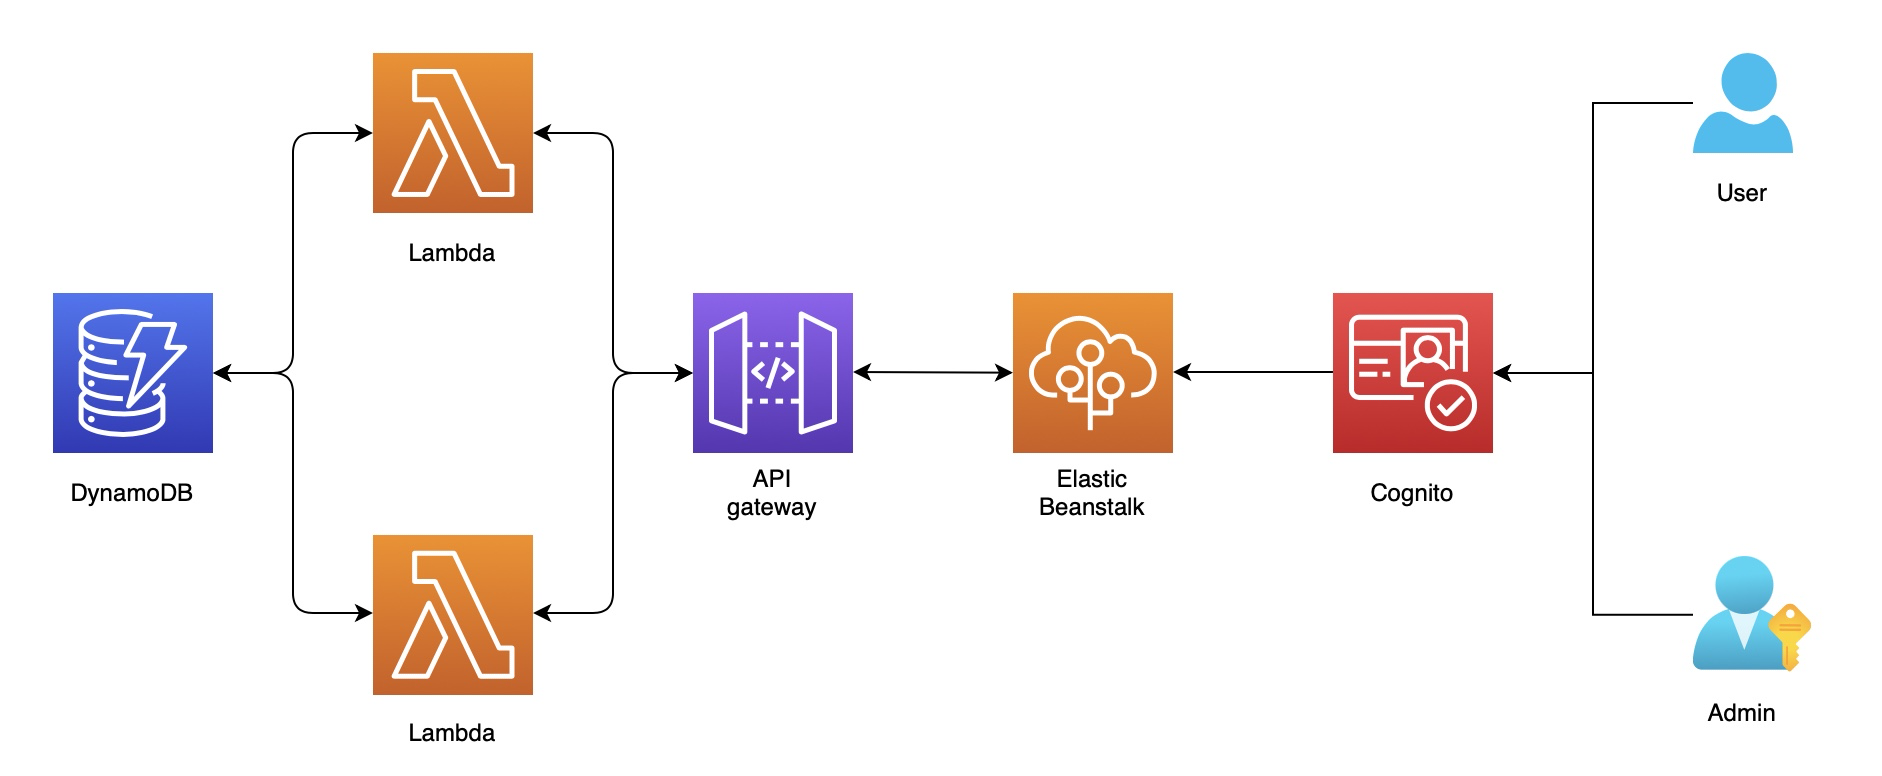 User
Lambda
DynamoDB
API
gateway
Elastic
Beanstalk
Cognito
Lambda
Admin